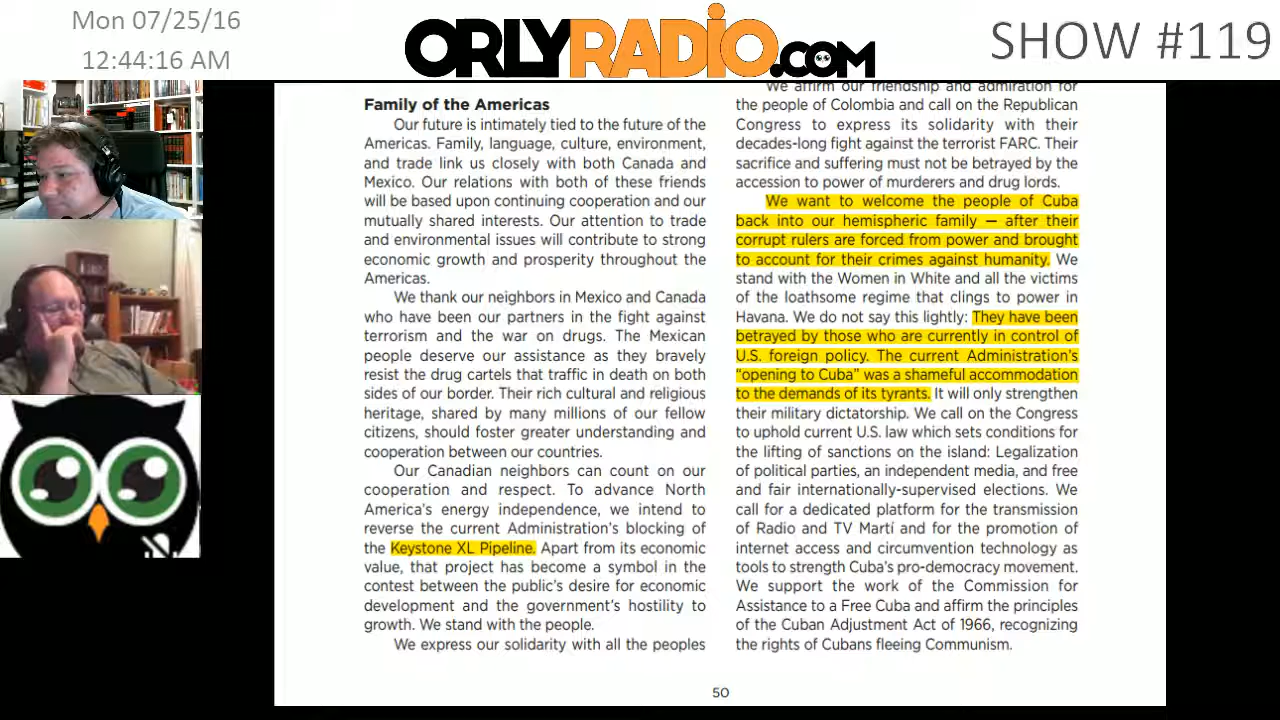 Mon 07/25/16
12:44:16 AM
ORLYRADIO.COM
SHOW #119
Family of the Americas
Our future is intimately tied to the future of the
Americas. Family, language, culture, environment,
and trade link us closely with both Canada and
Mexico. Our relations with both of these friends
will be based upon continuing cooperation and our
mutually shared interests. Our attention to trade
and environmental issues will contribute to strong
economic growth and prosperity throughout the
Americas.
We thank our neighbors in Mexico and Canada
who have been our partners in the fight against
terrorism and the war on drugs. The Mexican
people deserve our assistance as they bravely
resist the drug cartels that traffic in death on both
sides of our border. Their rich cultural and religious
heritage, shared by many millions of our fellow
citizens, should foster greater understanding and
cooperation between our countries.
Our Canadian neighbors can count on our
cooperation and respect. To advance North
America's energy independence, we intend to
reverse the current Administration's blocking of
the Keystone XL Pipeline. Apart from its economic
value, that project has become a symbol in the
contest between the public's desire for economic
development and the government's hostility to
growth. We stand with the people.
We express our solidarity with all the peoples
We affirm our friendship and admiration for
the people of Colombia and call on the Republican
Congress to express its solidarity with their
decades-long fight against the terrorist FARC. Their
sacrifice and suffering must not be betrayed by the
accession to power of murderers and drug lords.
We want to welcome the people of Cuba
back into our hemispheric family — after their
corrupt rulers are forced from power and brought
to account for their crimes against humanity. We
stand with the Women in White and all the victims
of the loathsome regime that clings to power in
Havana. We do not say this lightly: They have been
betrayed by those who are currently in control of
U.S. foreign policy. The current Administration's
"opening to Cuba" was a shameful accommodation
to the demands of its tyrants. It will only strengthen
their military dictatorship. We call on the Congress
to uphold current U.S. law which sets conditions for
the lifting of sanctions on the island: Legalization
of political parties, an independent media, and free
and fair internationally-supervised elections. We
call for a dedicated platform for the transmission
of Radio and TV Martí and for the promotion of
internet access and circumvention technology as
tools to strength Cuba's pro-democracy movement.
We support the work of the Commission for
Assistance to a Free Cuba and affirm the principles
of the Cuban Adjustment Act of 1966, recognizing
the rights of Cubans fleeing Communism.
50